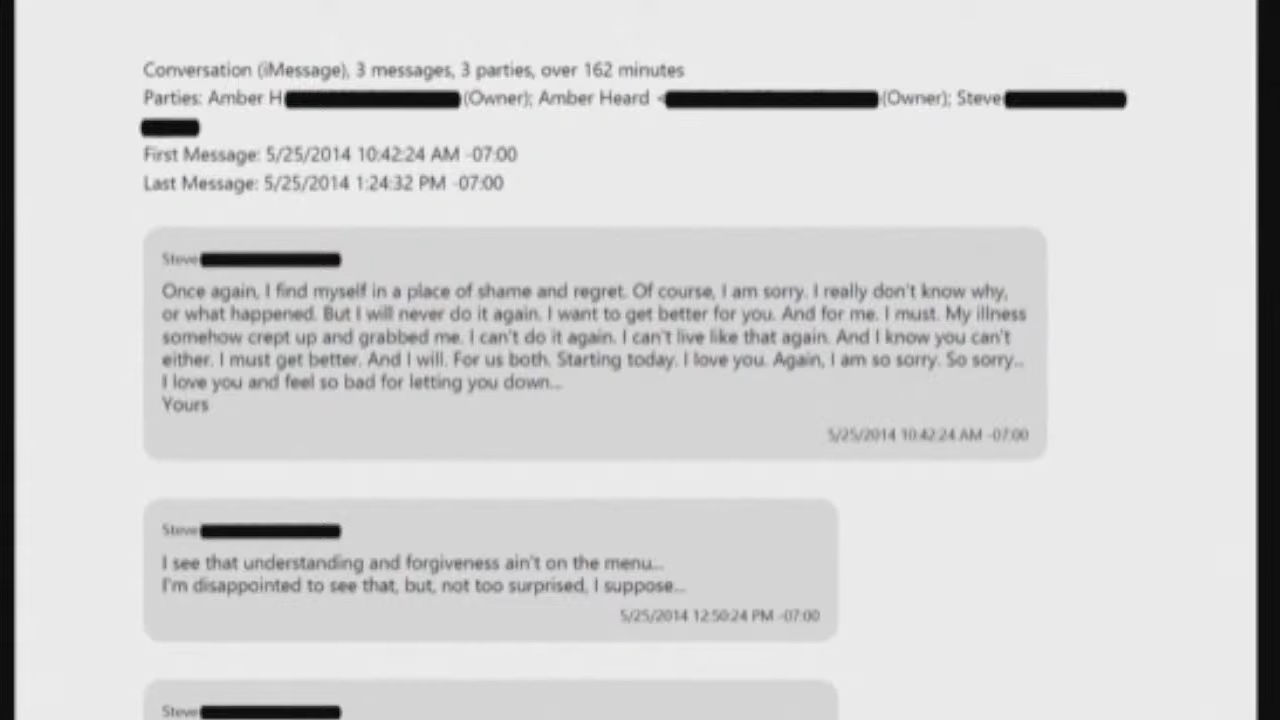 Conversation (iMessage), 3 messages, 3 parties, over 162 minutes
Parties: Amber H (Owner); Amber Heard < (Owner); Steve
First Message: 5/25/2014 10:42:24 AM -07:00
Last Message: 5/25/2014 1:24:32 PM -07:00
Steve
Once again, I find myself in a place of shame and regret. Of course, I am sorry. I really don't know why,
or what happened. But I will never do it again. I want to get better for you. And for me. I must. My illness
somehow crept up and grabbed me. I can't do it again. I can't live like that again. And I know you can't
either. I must get better. And I will. For us both. Starting today. I love you. Again, I am so sorry. So sorry...
I love you and feel so bad for letting you down...
Yours
5/25/2014 10:42:24 AM -07:00
Steve
I see that understanding and forgiveness ain't on the menu...
I'm disappointed to see that, but, not too surprised, I suppose...
5/25/2014 12:50:24 PM -07:00
Steve